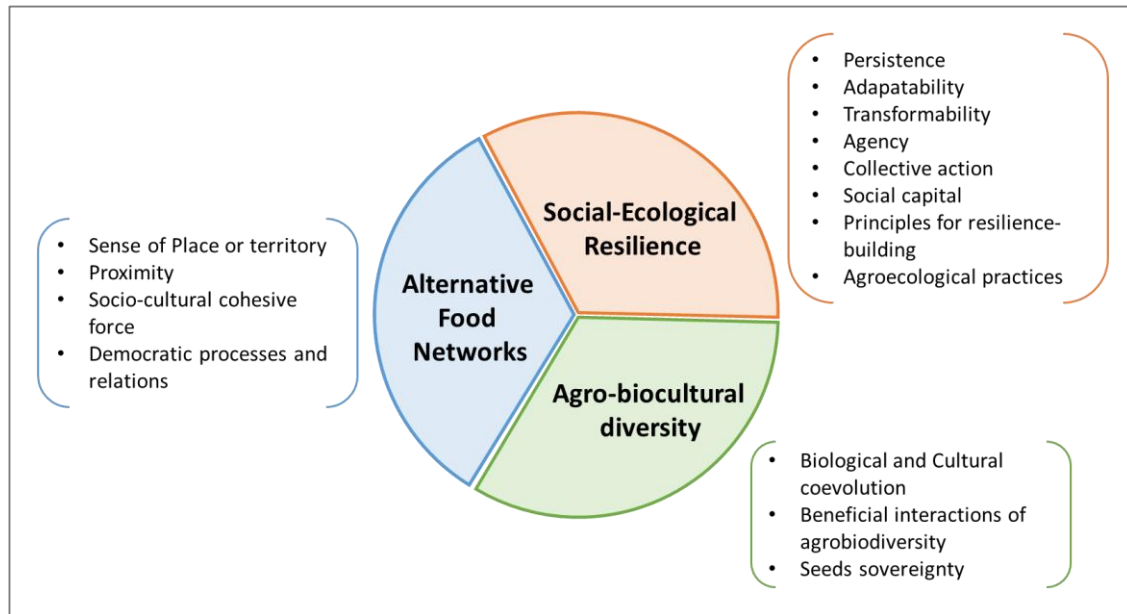 • Persistence
• Adapatability
• Transformability
• Agency
• Collective action
• Social capital
• Principles for resilience-
building
• Agroecological practices
Social-Ecological
Resilience
• Sense of Place or territory
• Proximity
• Socio-cultural cohesive
force
• Democratic processes and
relations
Alternative
Food
Networks
Agro-biocultural
diversity
• Biological and Cultural
coevolution
• Beneficial interactions of
agrobiodiversity
• Seeds sovereignty